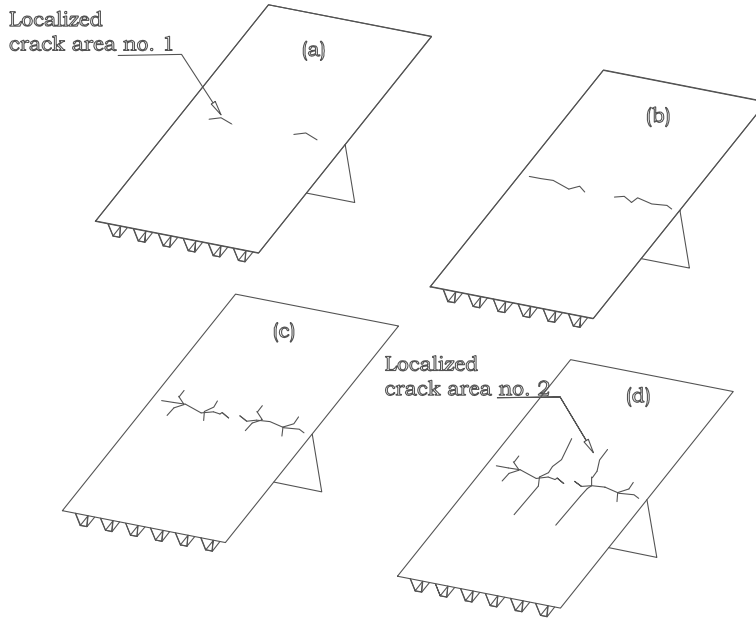 Localized
crack area no. 1
(a)
(b)
(c)
Localized
crack area no. 2
(d)